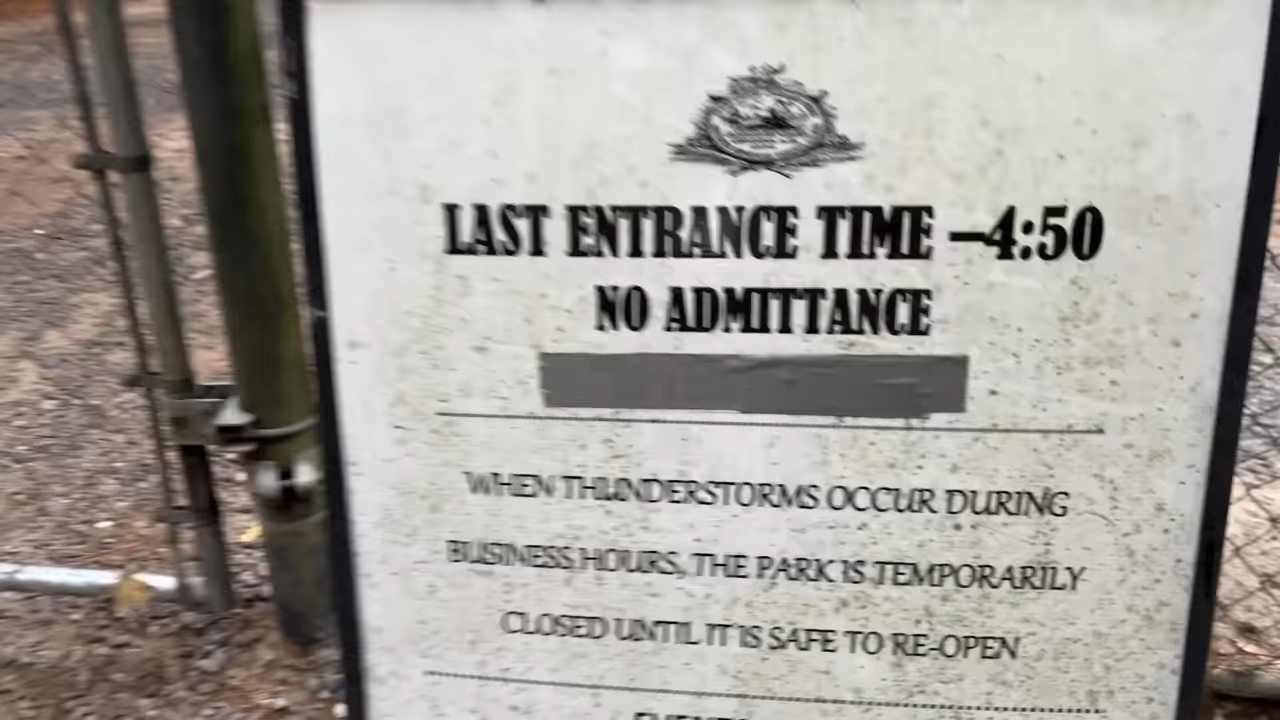 LAST ENTRANCE TIME –4:50
NO ADMITTANCE
WHEN THUNDERSTORMS OCCUR DURING
BUSINESS HOURS, THE PARK IS TEMPORARILY
CLOSED UNTIL IT IS SAFE TO RE-OPEN